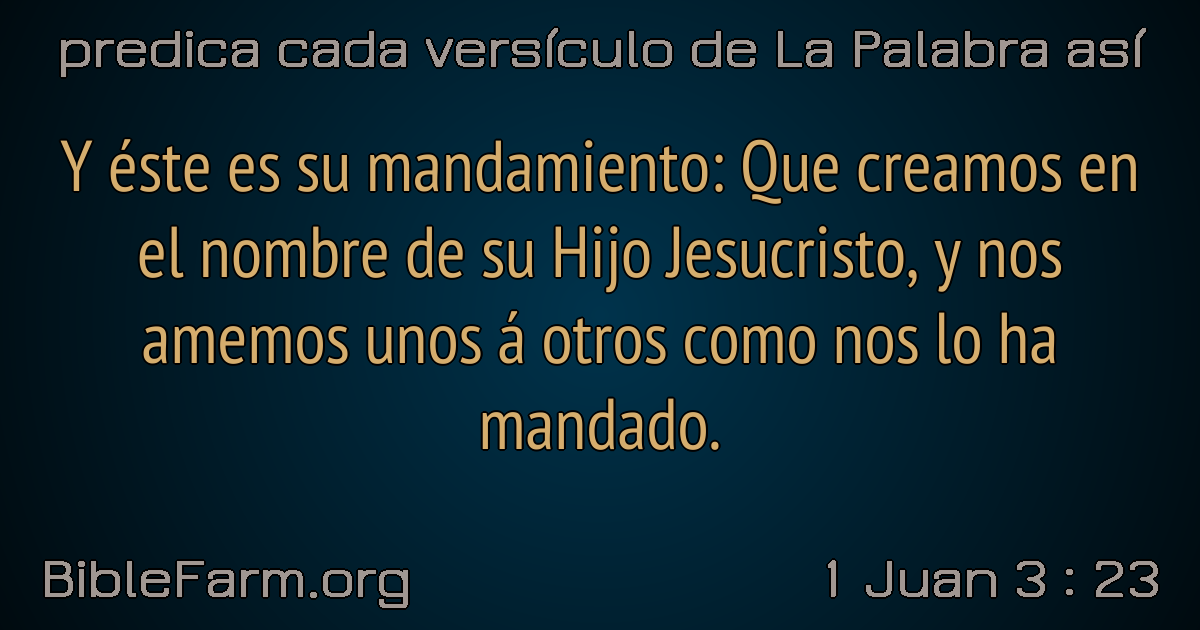 predica cada versículo de La Palabra así
Y éste es su mandamiento: Que creamos en
el nombre de su Hijo Jesucristo, y nos
amemos unos á otros como nos lo ha
mandado.
BibleFarm.org
1 Juan 3 : 23